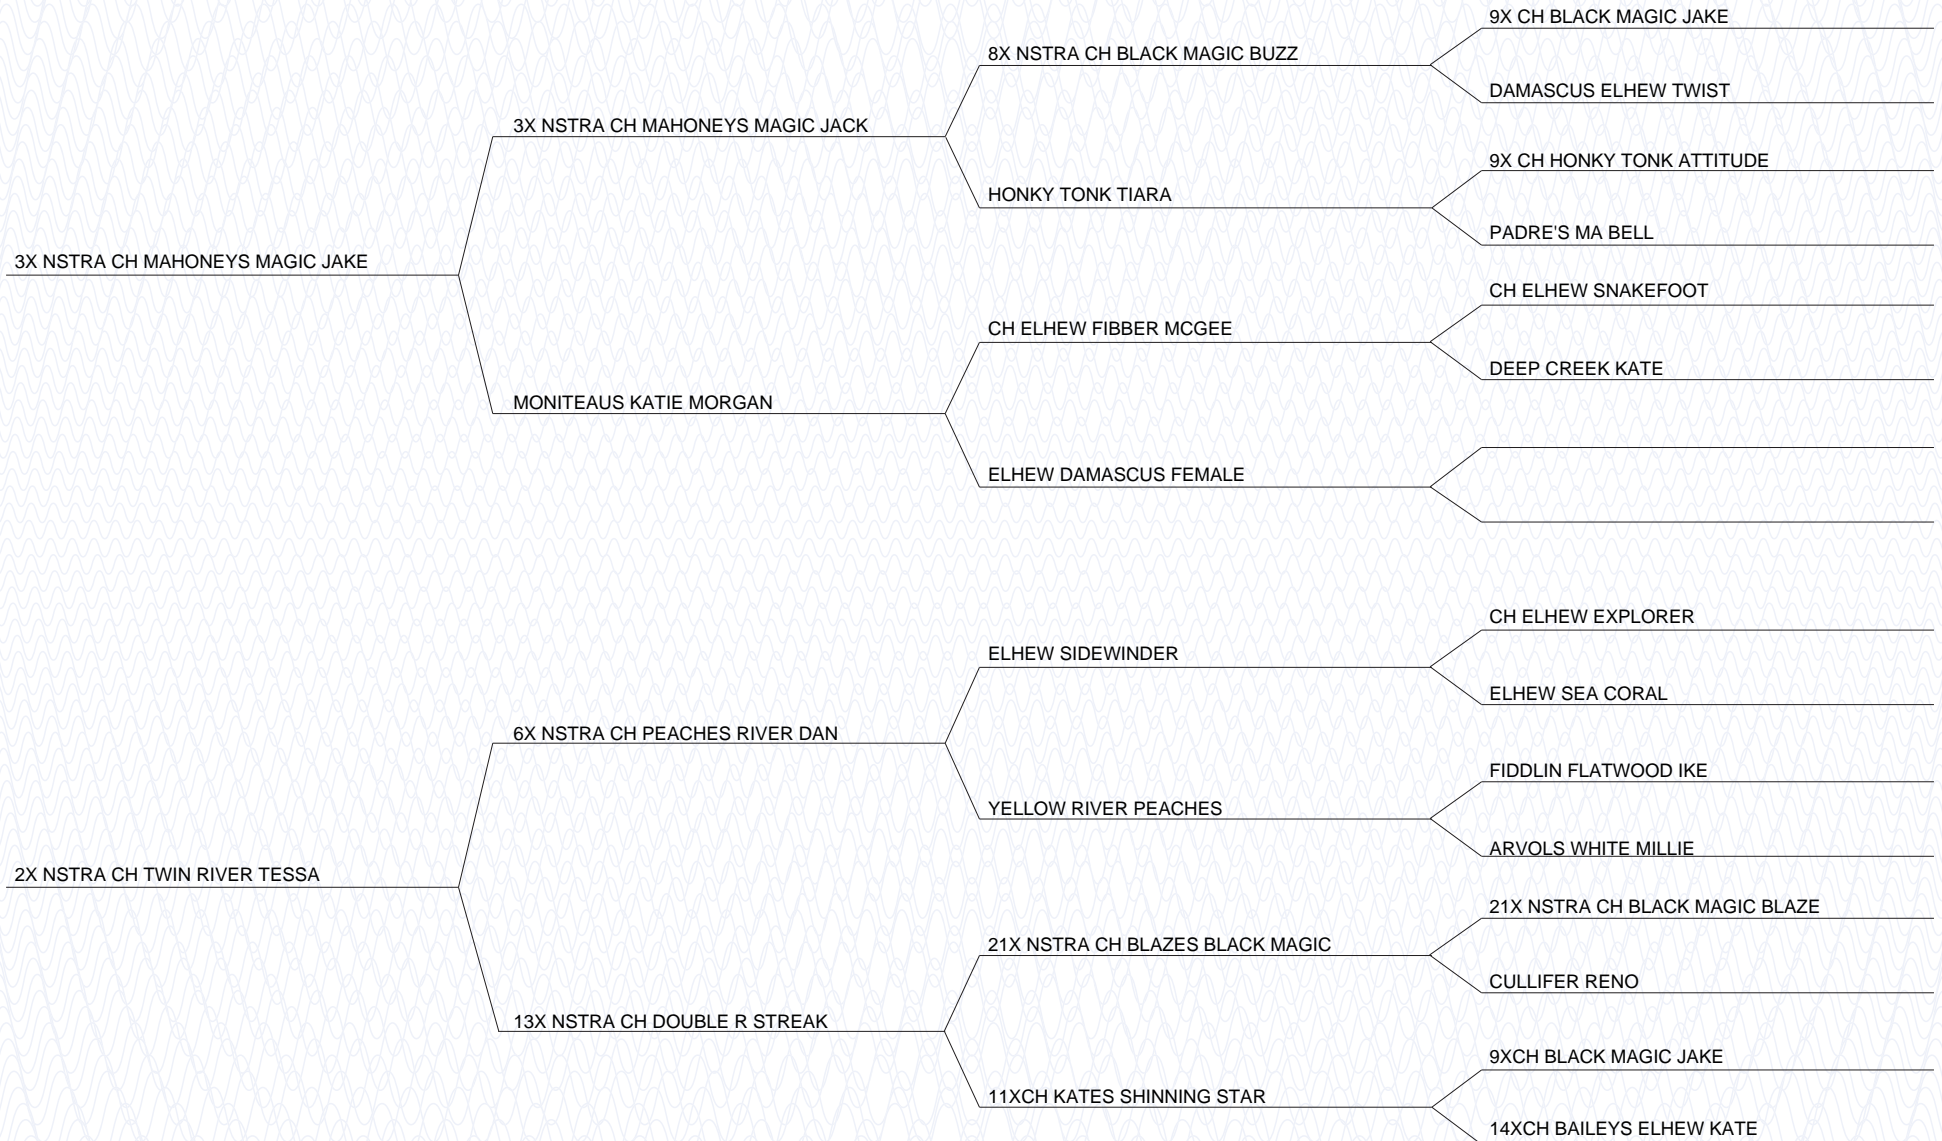 9X CH BLACK MAGIC JAKE
8X NSTRA CH BLACK MAGIC BUZZ
DAMASCUS ELHEW TWIST
3X NSTRA CH MAHONEYS MAGIC JACK
9X CH HONKY TONK ATTITUDE
HONKY TONK TIARA
PADRE'S MA BELL
3X NSTRA CH MAHONEYS MAGIC JAKE
CH ELHEW SNAKEFOOT
CH ELHEW FIBBER MCGEE
DEEP CREEK KATE
MONITEAUS KATIE MORGAN
ELHEW DAMASCUS FEMALE
CH ELHEW EXPLORER
ELHEW SIDEWINDER
ELHEW SEA CORAL
6X NSTRA CH PEACHES RIVER DAN
FIDDLIN FLATWOOD IKE
YELLOW RIVER PEACHES
ARVOLS WHITE MILLIE
2X NSTRA CH TWIN RIVER TESSA
21X NSTRA CH BLACK MAGIC BLAZE
21X NSTRA CH BLAZES BLACK MAGIC
CULLIFER RENO
13X NSTRA CH DOUBLE R STREAK
9XCH BLACK MAGIC JAKE
11XCH KATES SHINNING STAR
14XCH BAILEYS ELHEW KATE